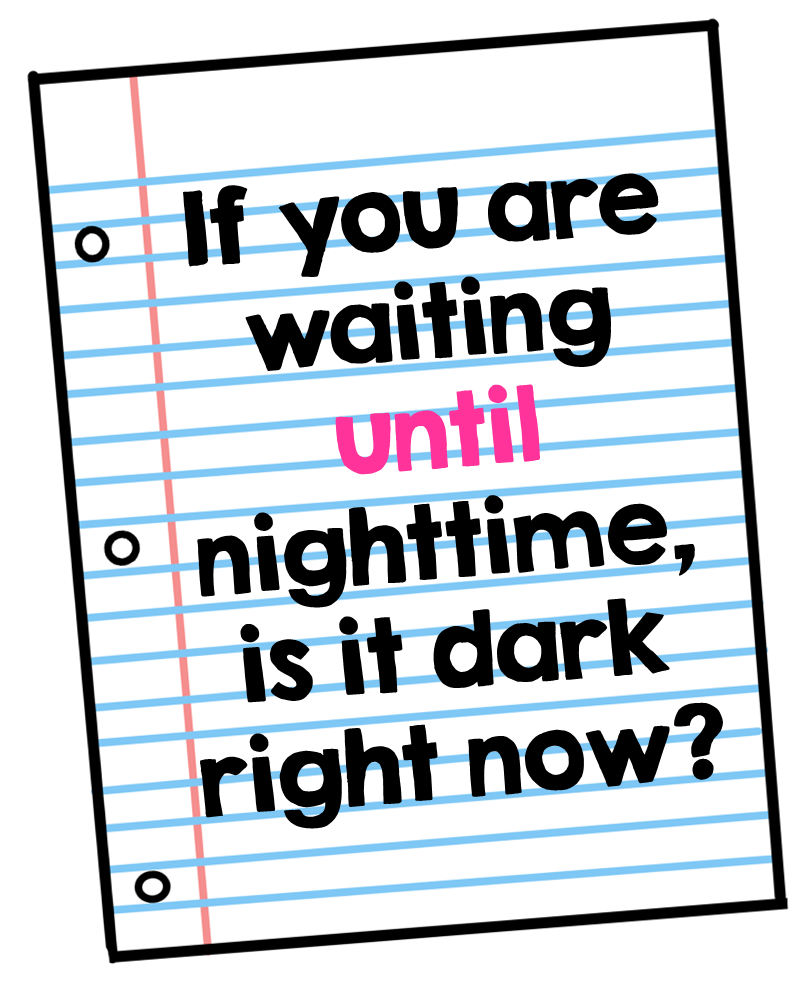 If you are
waiting
until
nighttime,
is it dark
right now?